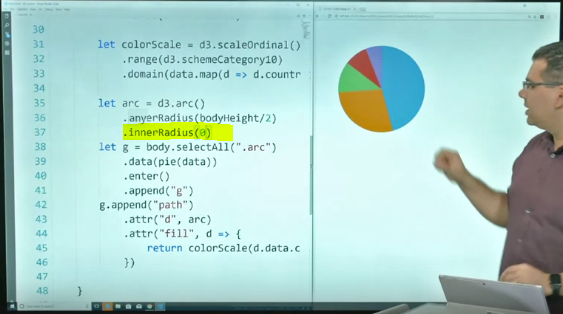 30
31 let colorScale = d3.scaleOrdinal()
32 .range(d3.schemeCategory10)
33 .domain(data.map(d => d.countr
34
35 let arc = d3.arc()
36 .anyerRadius(bodyHeight/2)
37 .innerRadius(0)
38 let g = body.selectAll(".arc")
39 .data(pie(data))
40 .enter()
41 .append("g")
42 g.append("path")
43 .attr("d", arc)
44 .attr("fill", d => {
45 return colorScale(d.data.c
46 })
47
48 }